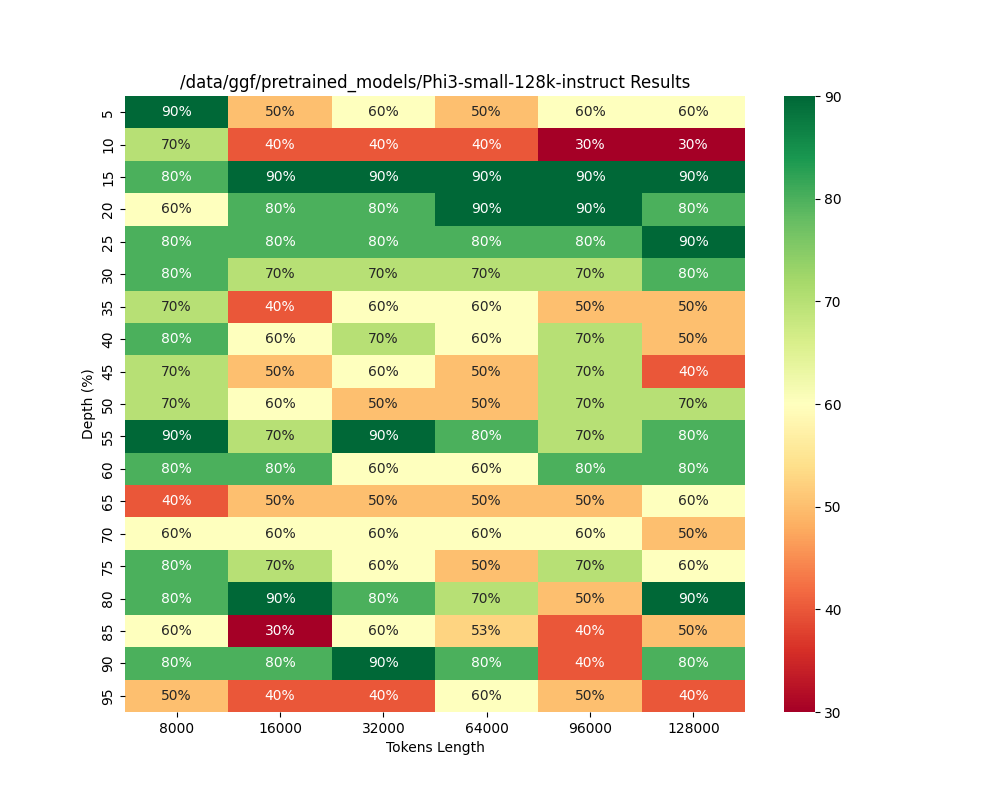 /data/ggf/pretrained_models/Phi3-small-128k-instruct Results
5 90% 50% 60% 50% 60% 60%
10 70% 40% 40% 40% 30% 30%
15 80% 90% 90% 90% 90% 90%
20 60% 80% 80% 90% 90% 80%
25 80% 80% 80% 80% 80% 90%
30 80% 70% 70% 70% 70% 80%
35 70% 40% 60% 60% 50% 50%
40 80% 60% 70% 60% 70% 50%
45 70% 50% 60% 50% 70% 40%
50 70% 60% 50% 50% 70% 70%
55 90% 70% 90% 80% 70% 80%
60 80% 80% 60% 60% 80% 80%
65 40% 50% 50% 50% 50% 60%
70 60% 60% 60% 60% 60% 50%
75 80% 70% 60% 50% 70% 60%
80 80% 90% 80% 70% 50% 90%
85 60% 30% 60% 53% 40% 50%
90 80% 80% 90% 80% 40% 80%
95 50% 40% 40% 60% 50% 40%
8000 16000 32000 64000 96000 128000
Tokens Length
Depth (%)
90
80
70
60
50
40
30